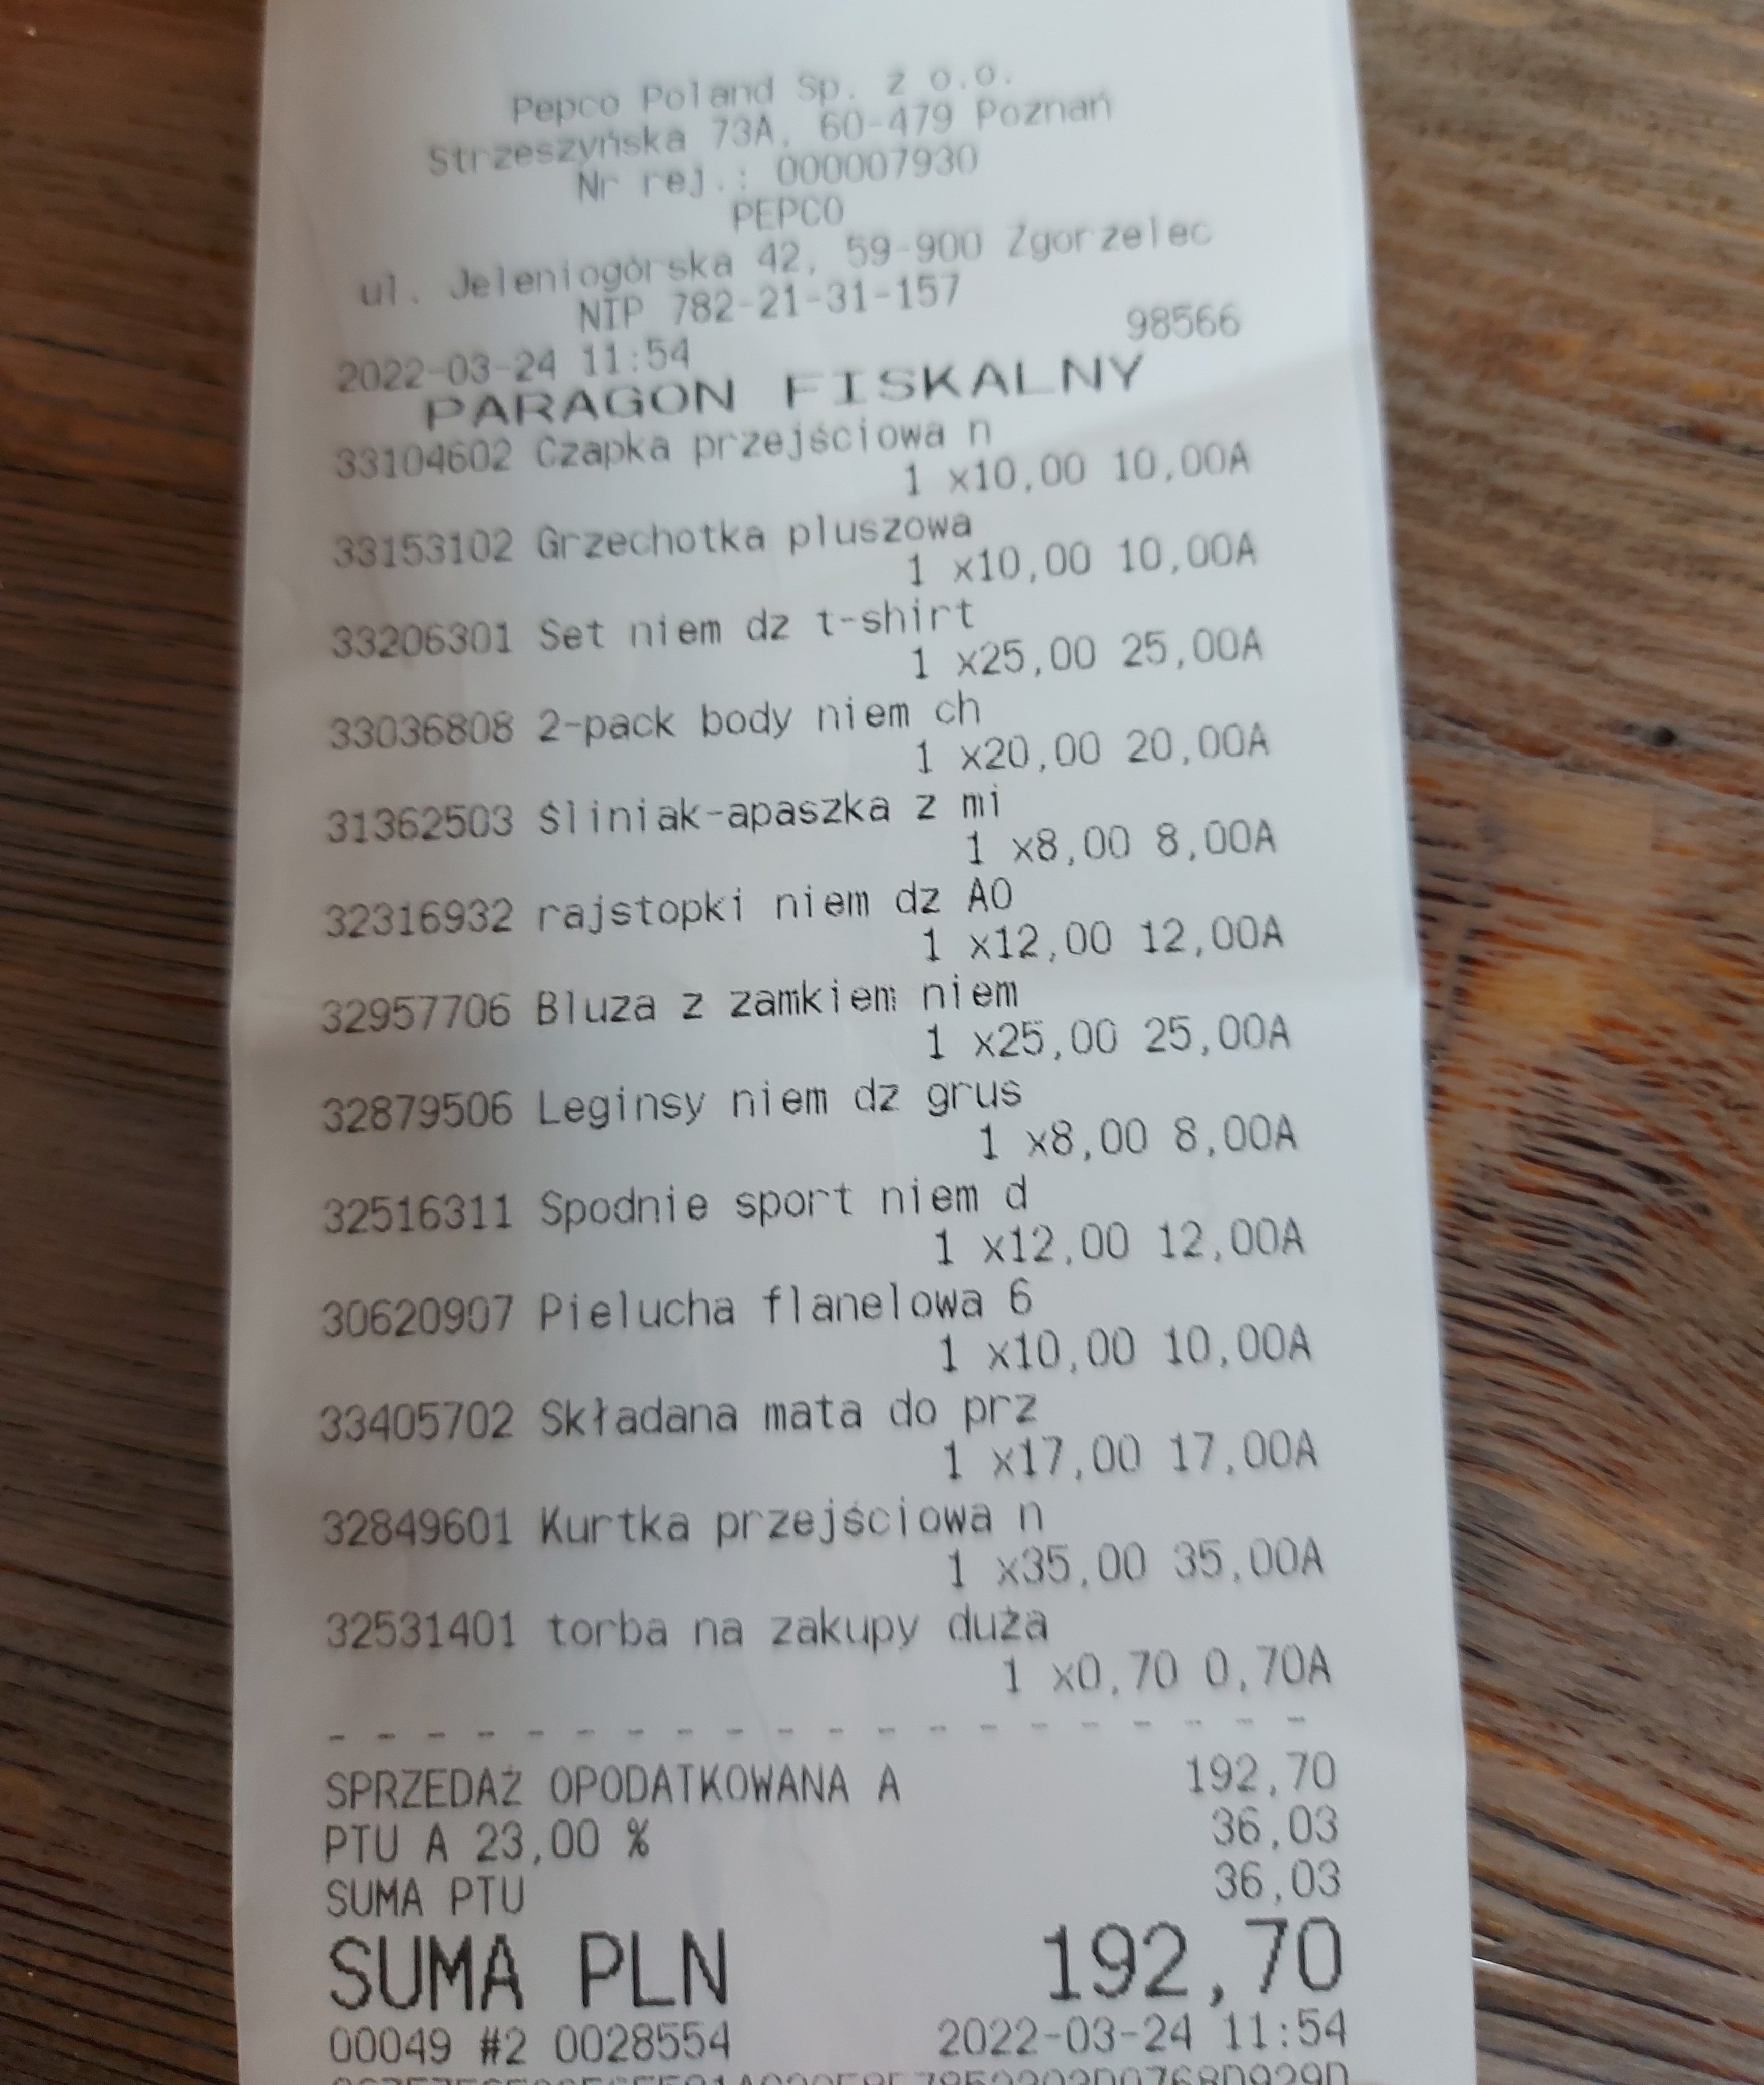 Pepco Poland Sp. z o.o.
Strzeszyńska 73A, 60-479 Poznań
Nr rej.: 000007930
PEPCO
ul. Jeleniogórska 42, 59-900 Zgorzelec
NIP 782-21-31-157
2022-03-24 11:54 98566
PARAGON FISKALNY
33104602 Czapka przejściowa n
1 x10,00 10,00A
33153102 Grzechotka pluszowa
1 x10,00 10,00A
33206301 Set niem dz t-shirt
1 x25,00 25,00A
33036808 2-pack body niem ch
1 x20,00 20,00A
31362503 śliniak-apaszka z mi
1 x8,00 8,00A
32316932 rajstopki niem dz AO
1 x12,00 12,00A
32957706 Bluza z zamkiem niem
1 x25,00 25,00A
32879506 Leginsy niem dz grus
1 x8,00 8,00A
32516311 Spodnie sport niem d
1 x12,00 12,00A
30620907 Pielucha flanelowa 6
1 x10,00 10,00A
33405702 Składana mata do prz
1 x17,00 17,00A
32849601 Kurtka przejściowa n
1 x35,00 35,00A
32531401 torba na zakupy duża
1 x0,70 0,70A
SPRZEDAŻ OPODATKOWANA A 192,70
PTU A 23,00 % 36,03
SUMA PTU 36,03
SUMA PLN 192,70
00049 #2 0028554 2022-03-24 11:54